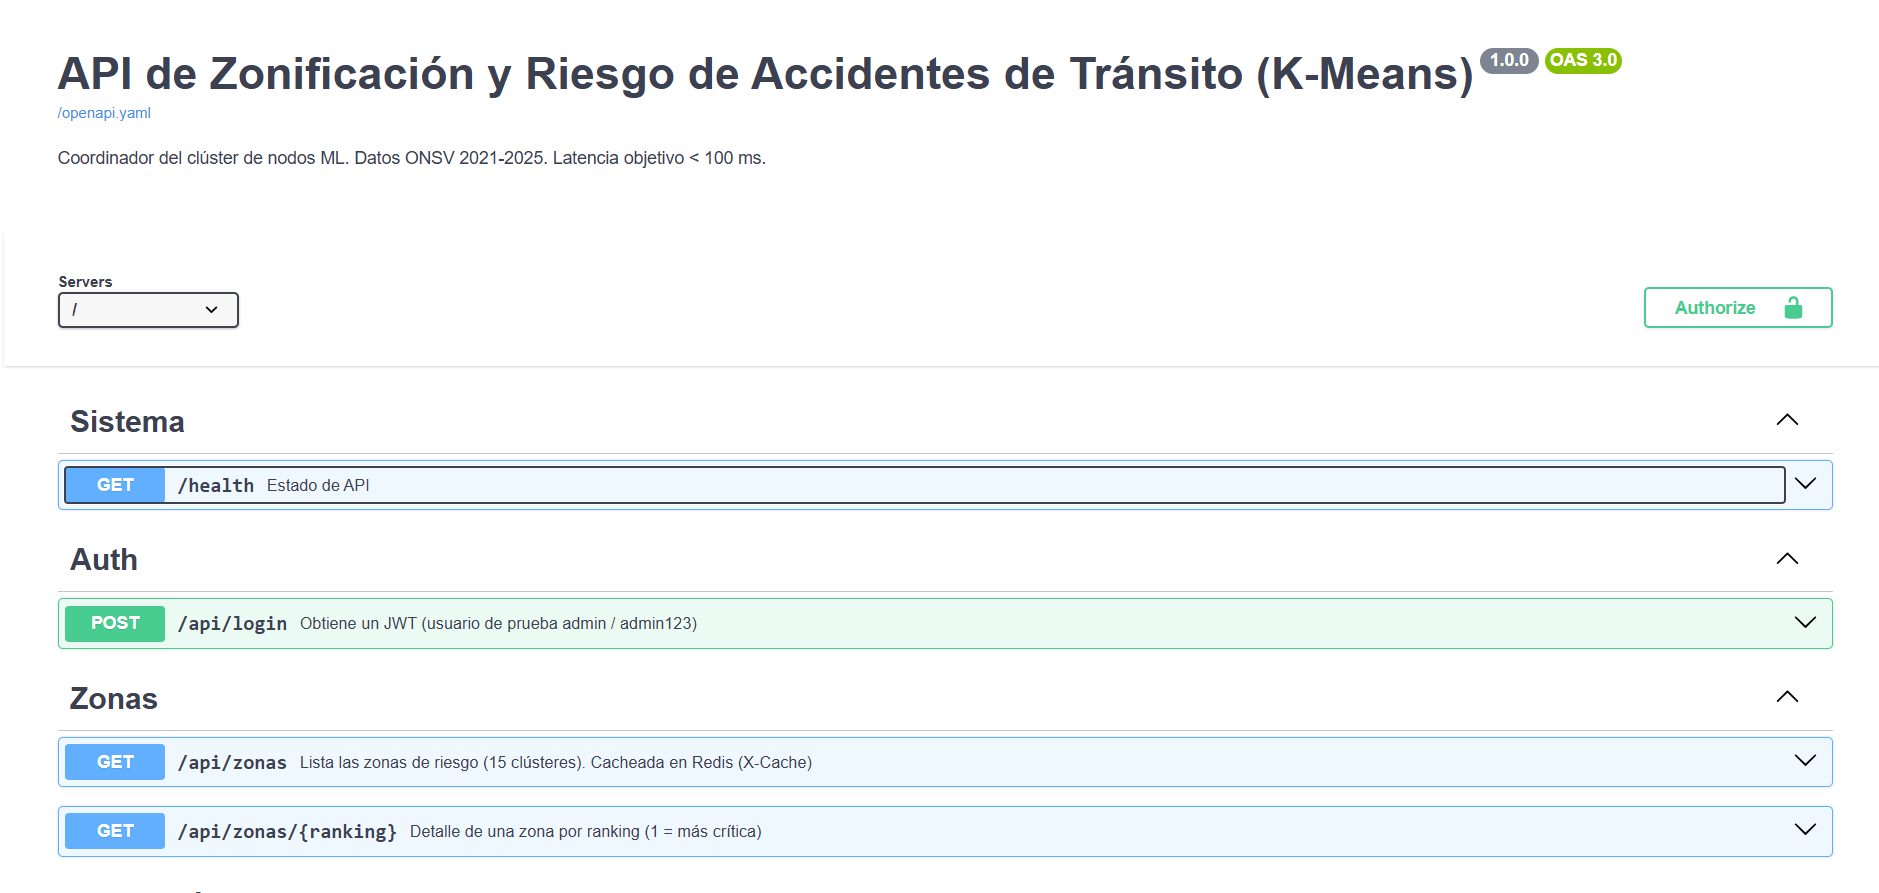 API de Zonificación y Riesgo de Accidentes de Tránsito (K-Means) 1.0.0 OAS 3.0
/openapi.yaml
Coordinador del clúster de nodos ML. Datos ONSV 2021-2025. Latencia objetivo < 100 ms.
Servers
/
Authorize
Sistema
GET /health Estado de API
Auth
POST /api/login Obtiene un JWT (usuario de prueba admin / admin123)
Zonas
GET /api/zonas Lista las zonas de riesgo (15 clústeres). Cacheada en Redis (X-Cache)
GET /api/zonas/{ranking} Detalle de una zona por ranking (1 = más crítica)